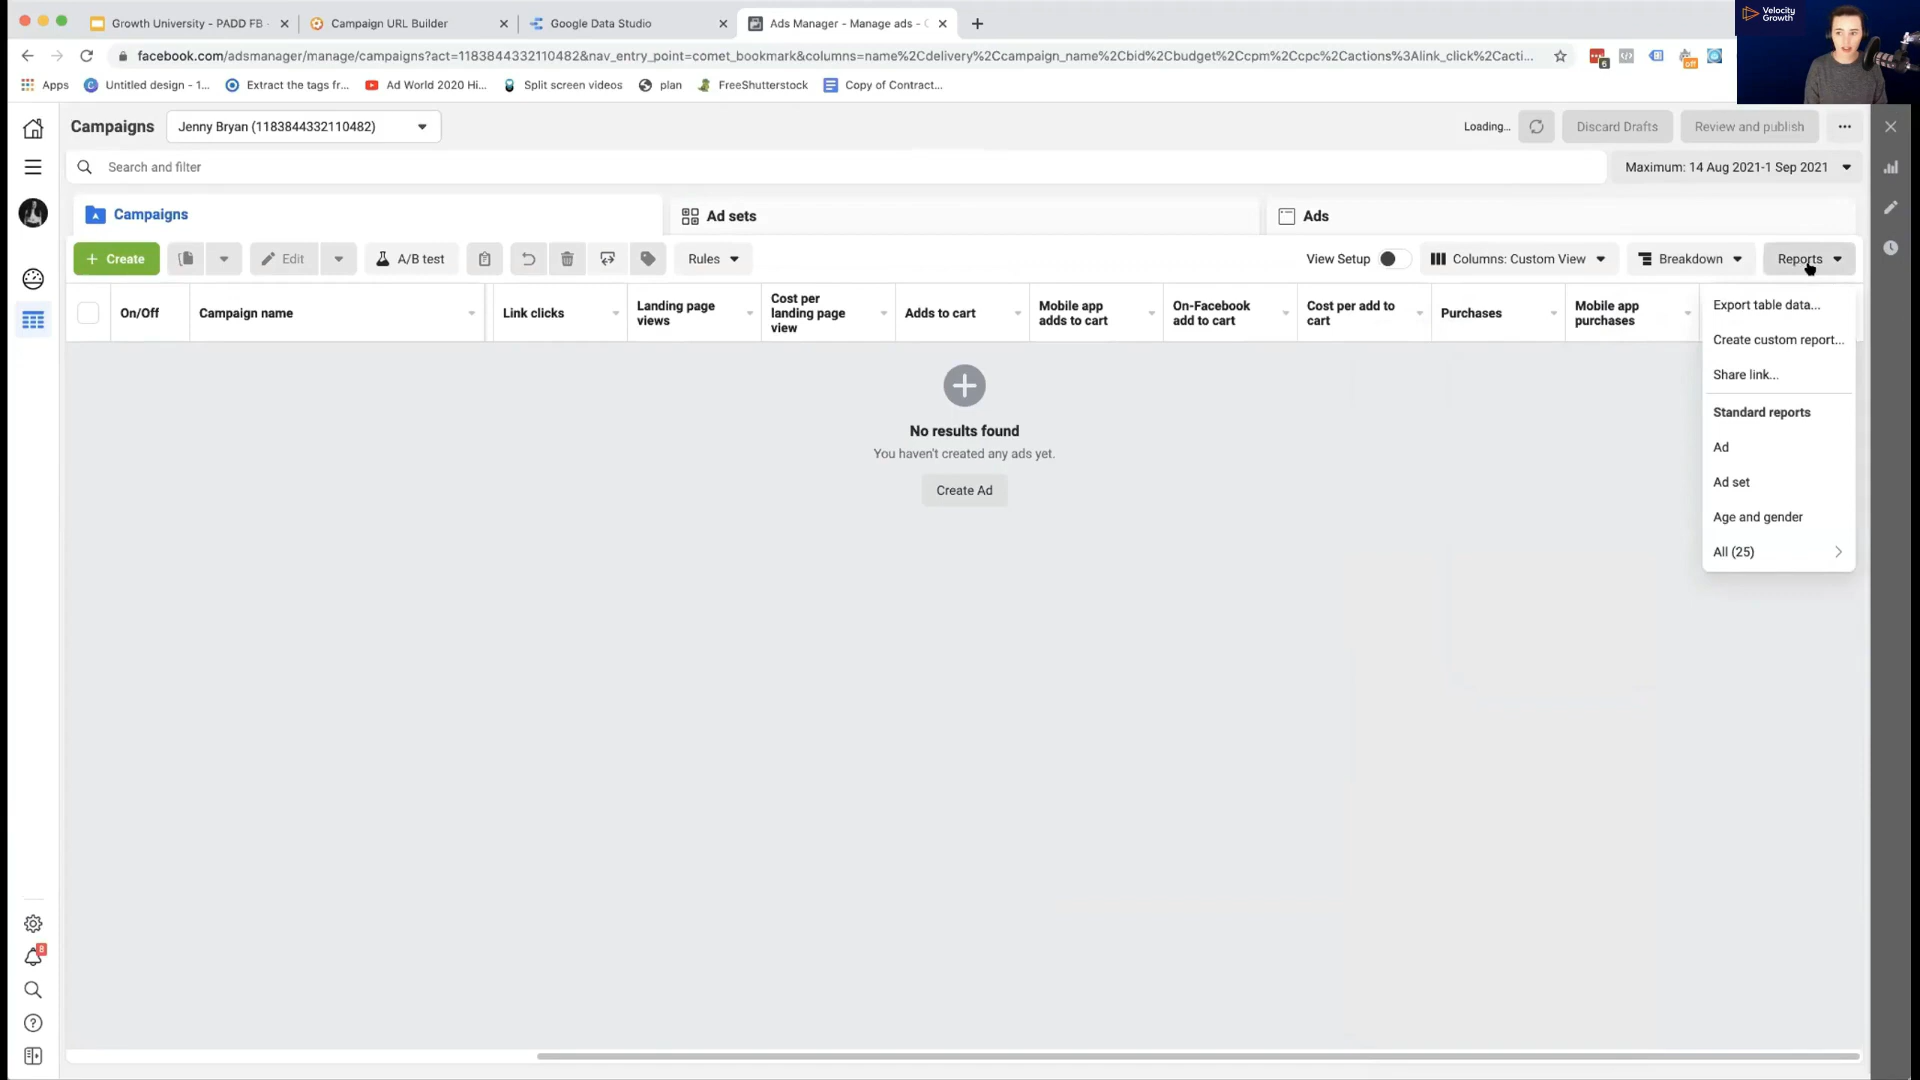 Growth University - PADD FB
Campaign URL Builder
Google Data Studio
Ads Manager - Manage ads -
Velocity
Growth
facebook.com/adsmanager/manage/campaigns?act=1183844332110482&nav_entry_point=comet_bookmark&columns=name%2Cdelivery%2Ccampaign_name%2Cbid%2Cbudget%2Ccpm%2Ccpc%2Cactions%3Alink_click%2Cacti...
6
off
Apps
Untitled design - 1...
Extract the tags fr...
Ad World 2020 Hi...
Split screen videos
plan
FreeShutterstock
Copy of Contract...
Campaigns
Jenny Bryan (1183844332110482)
Loading...
Discard Drafts
Review and publish
Search and filter
Maximum: 14 Aug 2021-1 Sep 2021
Campaigns
Ad sets
Ads
+ Create
Edit
A/B test
Rules
View Setup
Columns: Custom View
Breakdown
Reports
On/Off
Campaign name
Link clicks
Landing page
views
Cost per
landing page
view
Adds to cart
Mobile app
adds to cart
On-Facebook
add to cart
Cost per add to
cart
Purchases
Mobile app
purchases
Export table data...
Create custom report...
Share link...
Standard reports
Ad
Ad set
Age and gender
All (25)
No results found
You haven't created any ads yet.
Create Ad
8